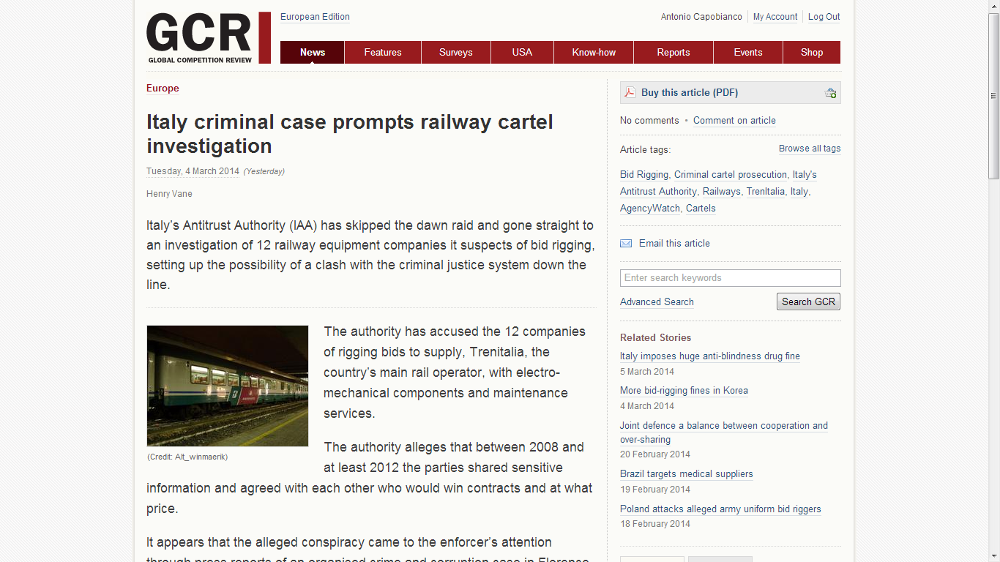 GCR
GLOBAL COMPETITION REVIEW
European Edition
Antonio Capobianco
My Account
Log Out
News
Features
Surveys
USA
Know-how
Reports
Events
Shop
Europe
Italy criminal case prompts railway cartel
investigation
Tuesday, 4 March 2014 (Yesterday)
Henry Vane
Italy’s Antitrust Authority (IAA) has skipped the dawn raid and gone straight to
an investigation of 12 railway equipment companies it suspects of bid rigging,
setting up the possibility of a clash with the criminal justice system down the
line.
(Credit: Alt_winmaerik)
The authority has accused the 12 companies
of rigging bids to supply, Trenitalia, the
country’s main rail operator, with electro-
mechanical components and maintenance
services.
The authority alleges that between 2008 and
at least 2012 the parties shared sensitive
information and agreed with each other who would win contracts and at what
price.
It appears that the alleged conspiracy came to the enforcer’s attention
through press reports of an organised crime and corruption case in Florence
Buy this article (PDF)
No comments • Comment on article
Article tags:
Browse all tags
Bid Rigging, Criminal cartel prosecution, Italy's
Antitrust Authority, Railways, TrenItalia, Italy,
AgencyWatch, Cartels
Email this article
Enter search keywords
Advanced Search
Search GCR
Related Stories
Italy imposes huge anti-blindness drug fine
5 March 2014
More bid-rigging fines in Korea
4 March 2014
Joint defence a balance between cooperation and
over-sharing
20 February 2014
Brazil targets medical suppliers
19 February 2014
Poland attacks alleged army uniform bid riggers
18 February 2014